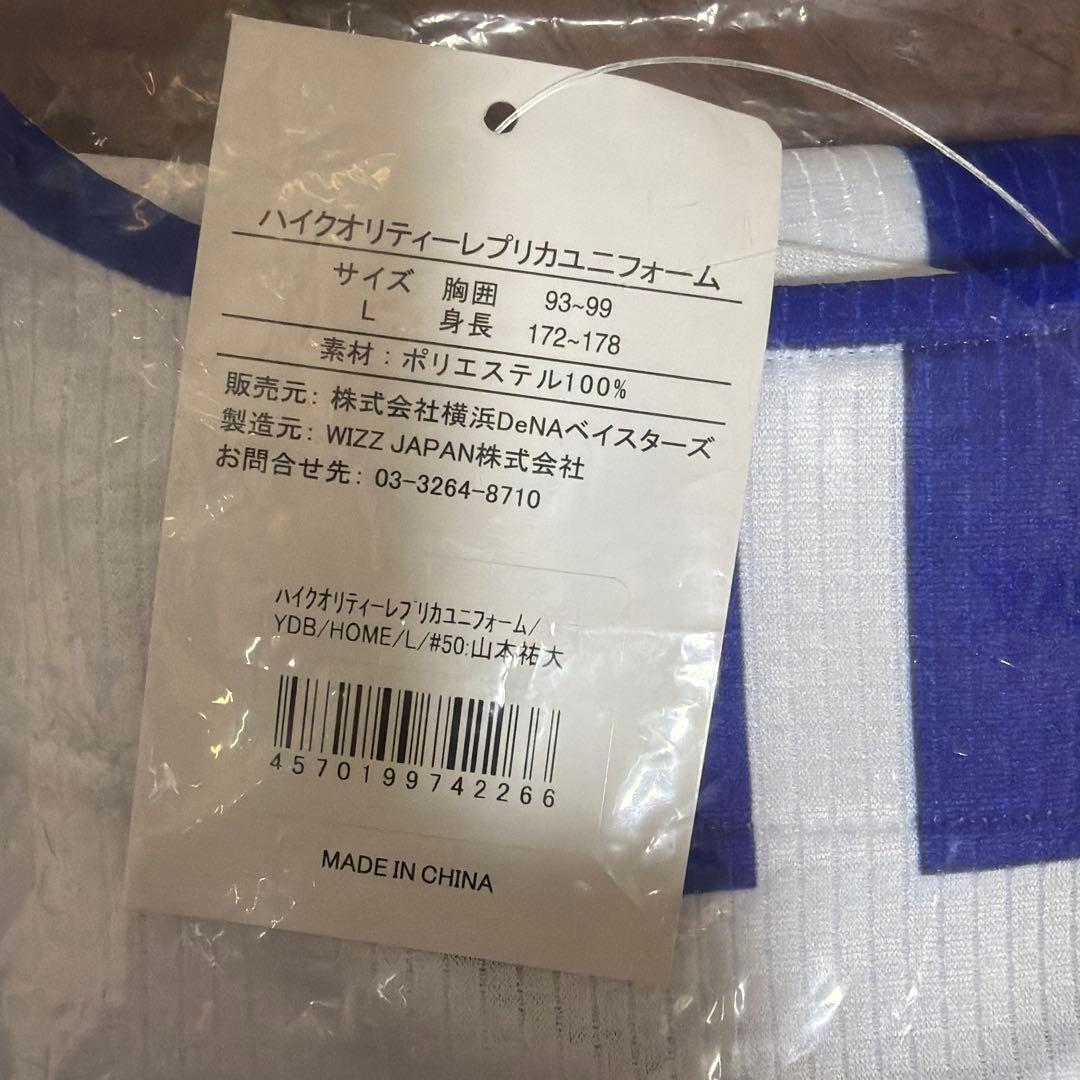 ハイクオリティーレプリカユニフォーム
サイズ 胸囲 93~99
L 身長 172~178
素材：ポリエステル100%
販売元：株式会社横浜DeNAベイスターズ
製造元：WIZZ JAPAN株式会社
お問合せ先：03-3264-8710
ﾊｲｸｵﾘﾃｨｰﾚﾌﾟﾘｶﾕﾆﾌｫｰﾑ/
YDB/HOME/L/#50:山本祐大
4570199742266
MADE IN CHINA